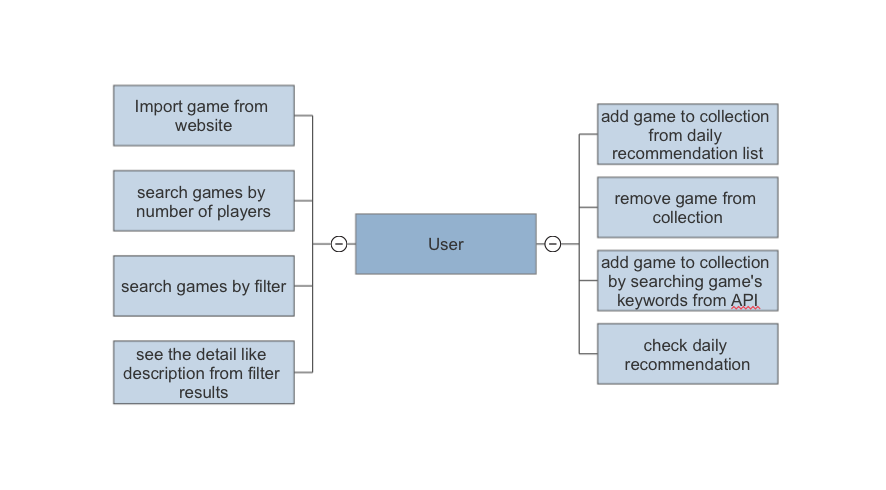 Import game from
website
search games by
number of players
search games by filter
see the detail like
description from filter
results
User
add game to collection
from daily
recommendation list
remove game from
collection
add game to collection
by searching game's
keywords from API
check daily
recommendation